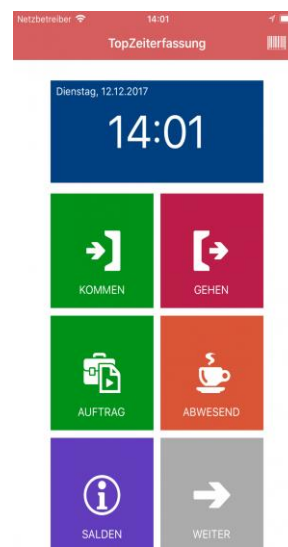 Netzbetreiber 14:01
TopZeiterfassung
Dienstag, 12.12.2017
14:01
KOMMEN GEHEN
AUFTRAG ABWESEND
SALDEN WEITER